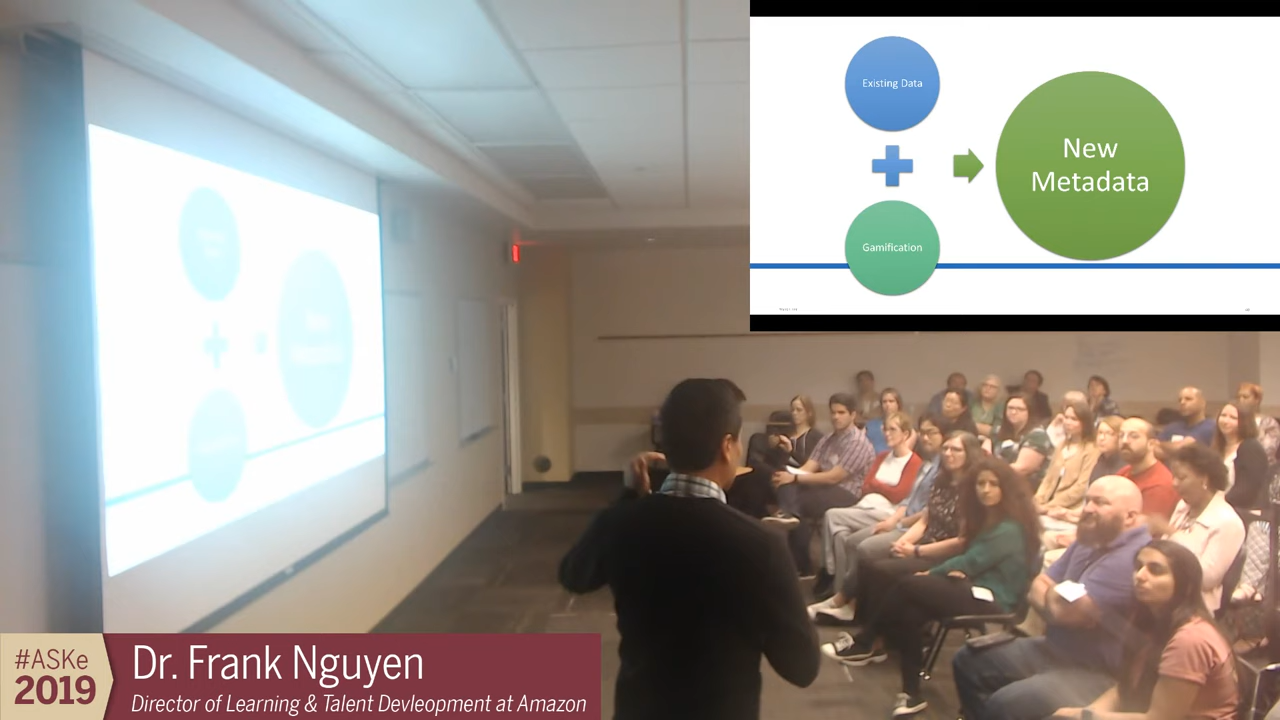 Existing Data
New
Metadata
Gamification
#ASKe
2019
Dr. Frank Nguyen
Director of Learning & Talent Devleopment at Amazon